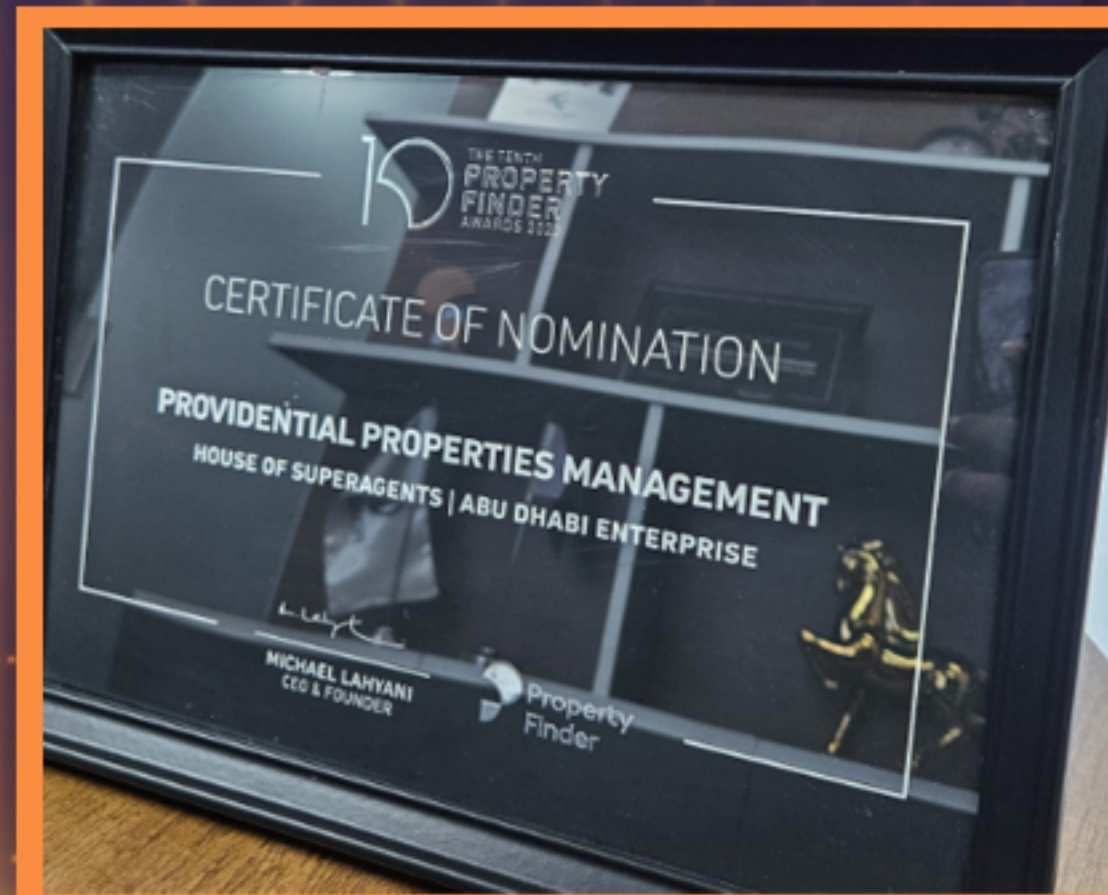 10
THE TENTH
PROPERTY
FINDER
AWARDS
CERTIFICATE OF NOMINATION
PROVIDENTIAL PROPERTIES MANAGEMENT
HOUSE OF SUPERAGENTS | ABU DHABI ENTERPRISE
MICHAEL LAHYANI
CEO & FOUNDER
Property
Finder